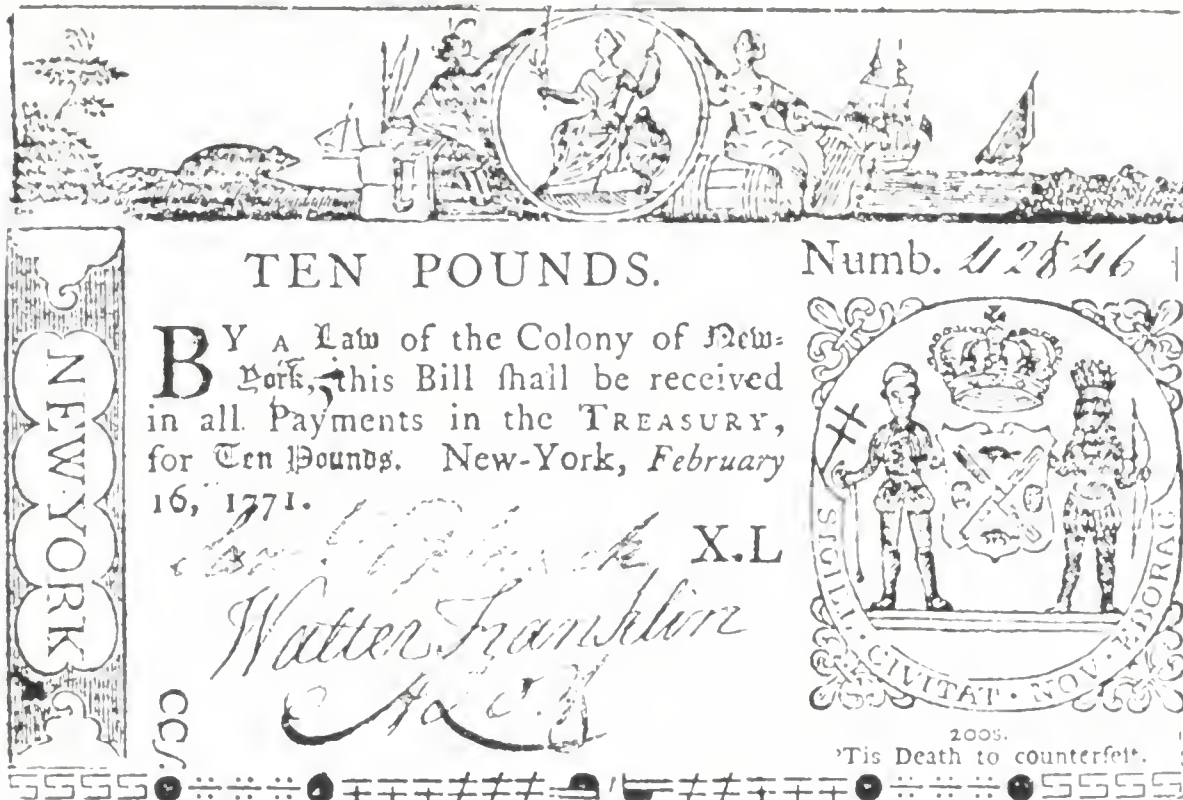 TEN POUNDS.
Numb. 42846
BY A Law of the Colony of New-
York, this Bill ſhall be received
in all Payments in the TREASURY,
for Ten Pounds. New-York, February
16, 1771.
X.L
Walter Franklin
NEW-YORK
CCſ.
SIGILL · CIVITAT · NOV · EBORAC
200s.
'Tis Death to counterfeit.